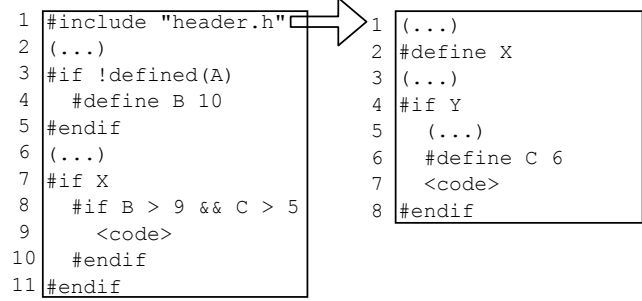 1 #include "header.h"
2 (...)
3 #if !defined(A)
4 #define B 10
5 #endif
6 (...)
7 #if X
8 #if B > 9 && C > 5
9 <code>
10 #endif
11 #endif
1 (...)
2 #define X
3 (...)
4 #if Y
5 (...)
6 #define C 6
7 <code>
8 #endif